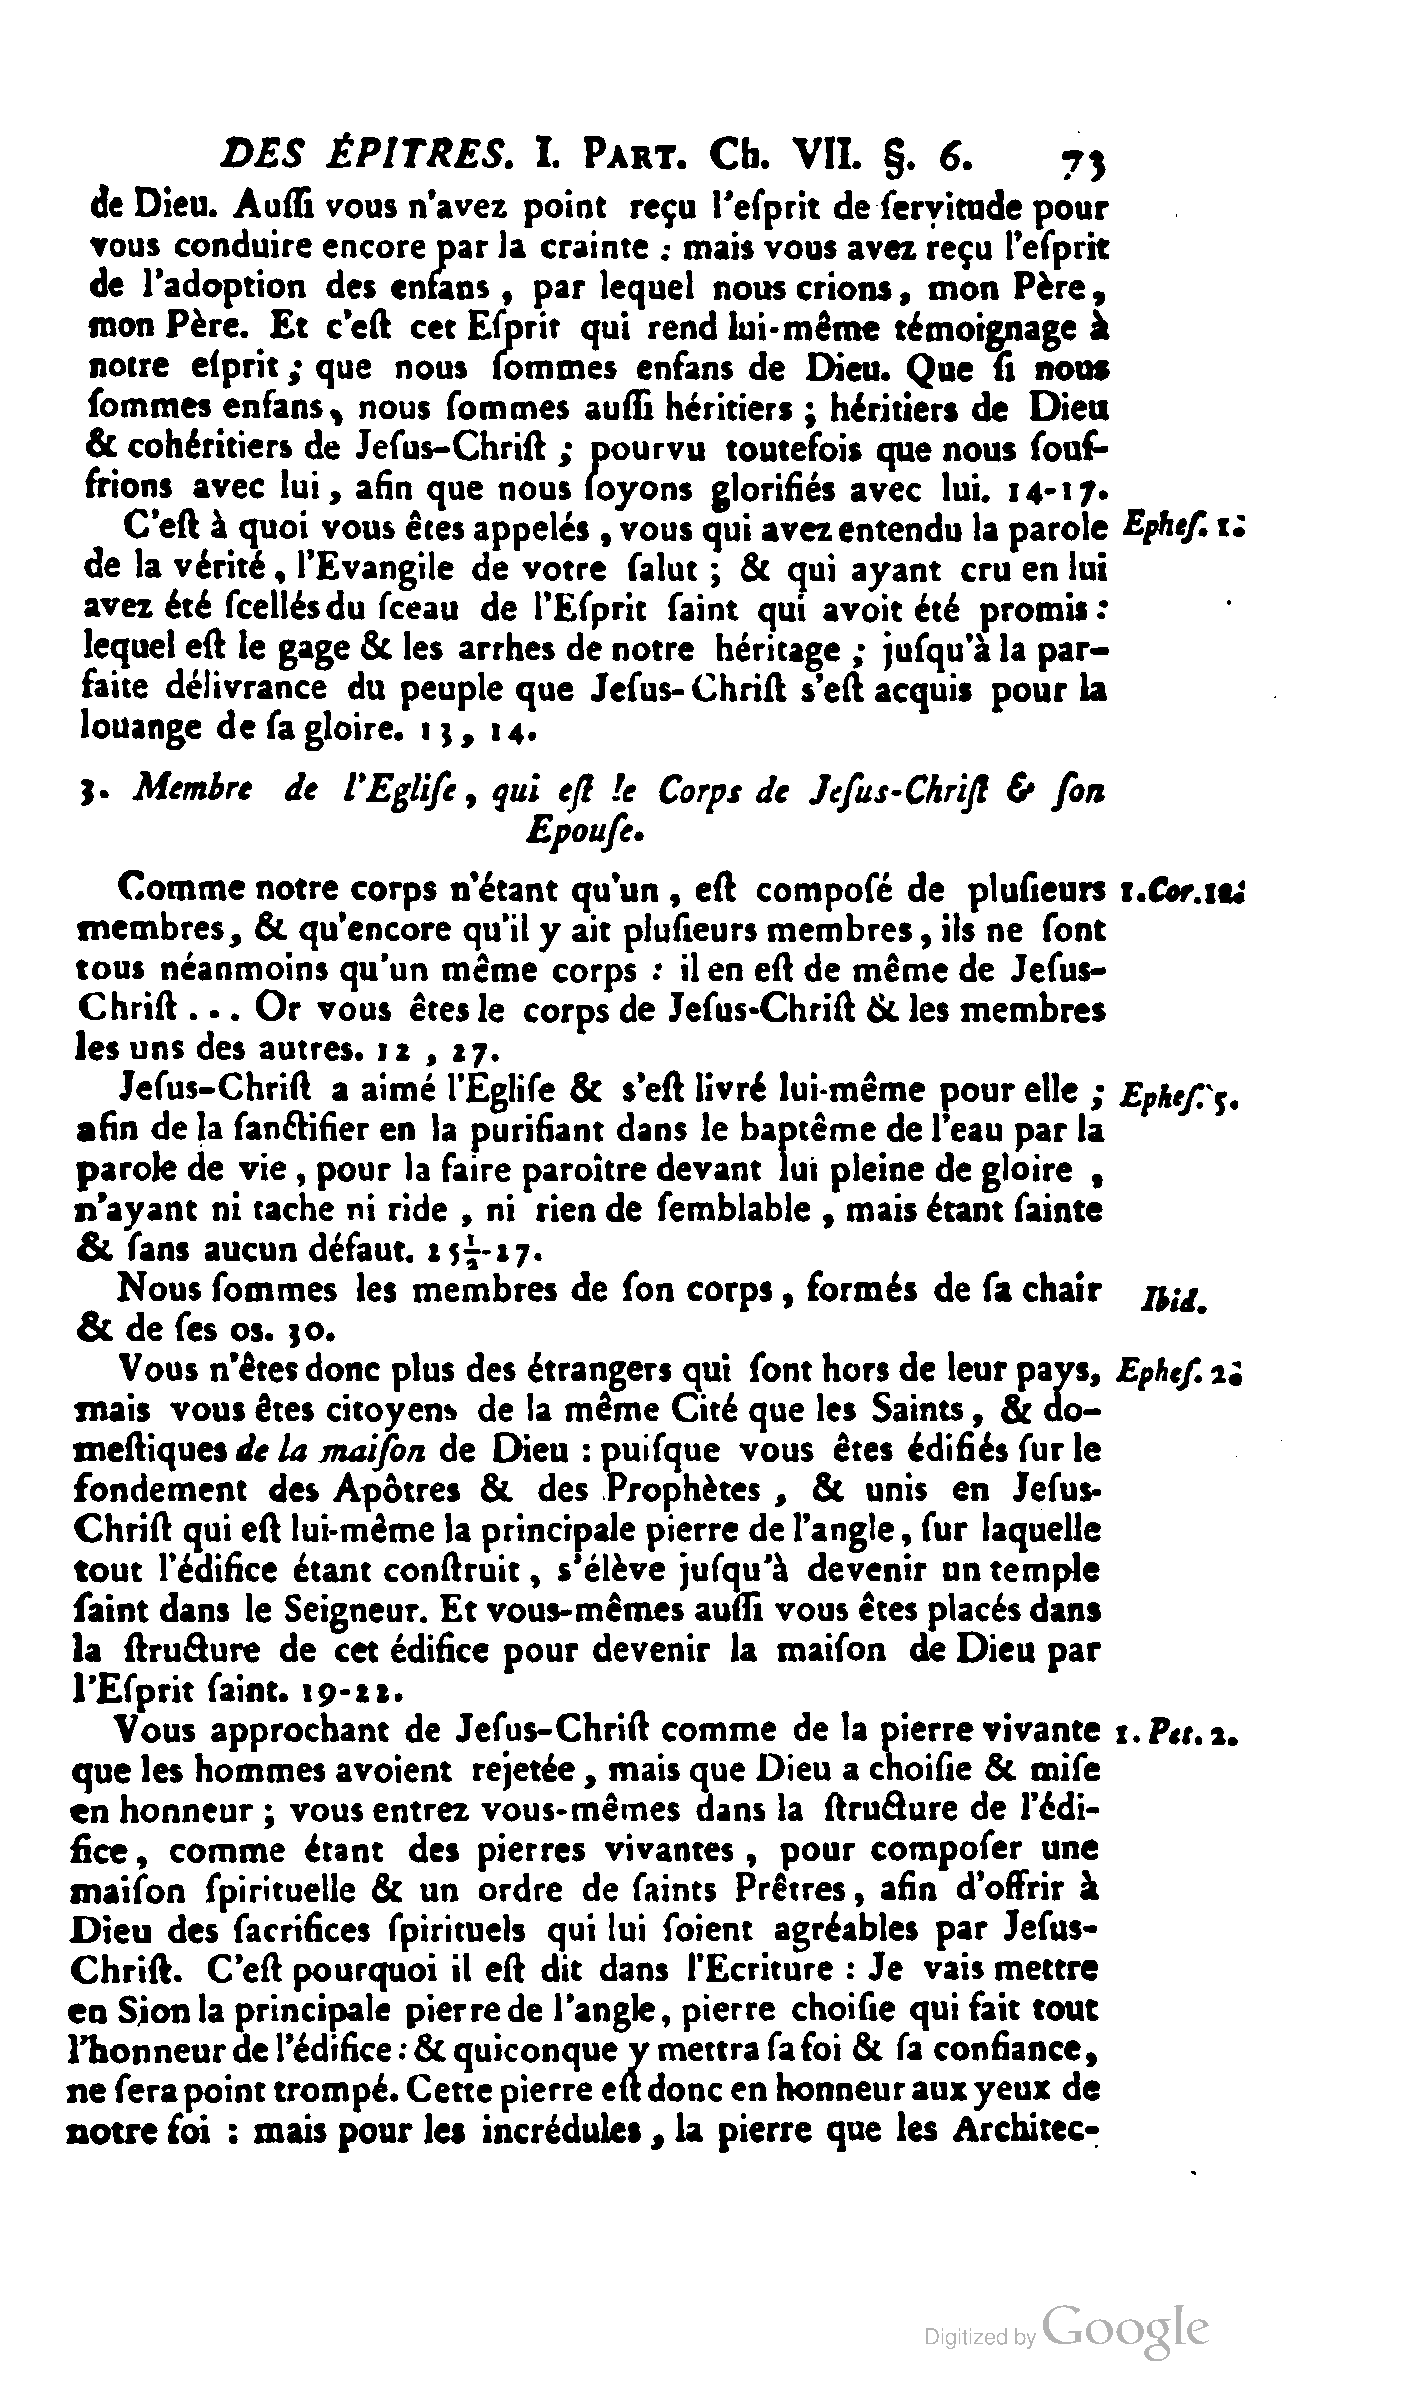 DES ÉPITRES. I. PART. Ch. VII. §. 6. 73
de Dieu. Auſſi vous n'avez point reçu l'eſprit de ſervitude pour
vous conduire encore par la crainte : mais vous avez reçu l'eſprit
de l'adoption des enfans, par lequel nous crions, mon Père,
mon Père. Et c'eſt cet Eſprit qui rend lui-même témoignage à
notre eſprit ; que nous ſommes enfans de Dieu. Que ſi nous
ſommes enfans, nous ſommes auſſi héritiers ; héritiers de Dieu
& cohéritiers de Jeſus-Chriſt ; pourvu toutefois que nous ſouf-
frions avec lui, afin que nous ſoyons glorifiés avec lui. 14-17.
C'eſt à quoi vous êtes appelés, vous qui avez entendu la parole Epheſ. 1.
de la vérité, l'Evangile de votre ſalut ; & qui ayant cru en lui
avez été ſcellés du ſceau de l'Eſprit ſaint qui avoit été promis :
lequel eſt le gage & les arrhes de notre héritage ; juſqu'à la par-
faite délivrance du peuple que Jeſus-Chriſt s'eſt acquis pour la
louange de ſa gloire. 13, 14.
3. Membre de l'Egliſe, qui eſt le Corps de Jeſus-Chriſt & ſon
Epouſe.
Comme notre corps n'étant qu'un, eſt compoſé de pluſieurs 1. Cor. 12.
membres, & qu'encore qu'il y ait pluſieurs membres, ils ne ſont
tous néanmoins qu'un même corps : il en eſt de même de Jeſus-
Chriſt... Or vous êtes le corps de Jeſus-Chriſt & les membres
les uns des autres. 12, 27.
Jeſus-Chriſt a aimé l'Egliſe & s'eſt livré lui-même pour elle ; Epheſ. 5.
afin de la ſanctifier en la purifiant dans le baptême de l'eau par la
parole de vie, pour la faire paroître devant lui pleine de gloire,
n'ayant ni tache ni ride, ni rien de ſemblable, mais étant ſainte
& ſans aucun défaut. 25½-27.
Nous ſommes les membres de ſon corps, formés de ſa chair Ibid.
& de ſes os. 30.
Vous n'êtes donc plus des étrangers qui ſont hors de leur pays, Epheſ. 2.
mais vous êtes citoyens de la même Cité que les Saints, & do-
meſtiques de la maiſon de Dieu : puiſque vous êtes édifiés ſur le
fondement des Apôtres & des Prophètes, & unis en Jeſus-
Chriſt qui eſt lui-même la principale pierre de l'angle, ſur laquelle
tout l'édifice étant conſtruit, s'élève juſqu'à devenir un temple
ſaint dans le Seigneur. Et vous-mêmes auſſi vous êtes placés dans
la ſtructure de cet édifice pour devenir la maiſon de Dieu par
l'Eſprit ſaint. 19-22.
Vous approchant de Jeſus-Chriſt comme de la pierre vivante 1. Pet. 2.
que les hommes avoient rejetée, mais que Dieu a choiſie & miſe
en honneur ; vous entrez vous-mêmes dans la ſtructure de l'édi-
fice, comme étant des pierres vivantes, pour compoſer une
maiſon ſpirituelle & un ordre de ſaints Prêtres, afin d'offrir à
Dieu des ſacrifices ſpirituels qui lui ſoient agréables par Jeſus-
Chriſt. C'eſt pourquoi il eſt dit dans l'Ecriture : Je vais mettre
en Sion la principale pierre de l'angle, pierre choiſie qui fait tout
l'honneur de l'édifice : & quiconque y mettra ſa foi & ſa confiance,
ne ſera point trompé. Cette pierre eſt donc en honneur aux yeux de
notre foi : mais pour les incrédules, la pierre que les Architec-
Digitized by Google